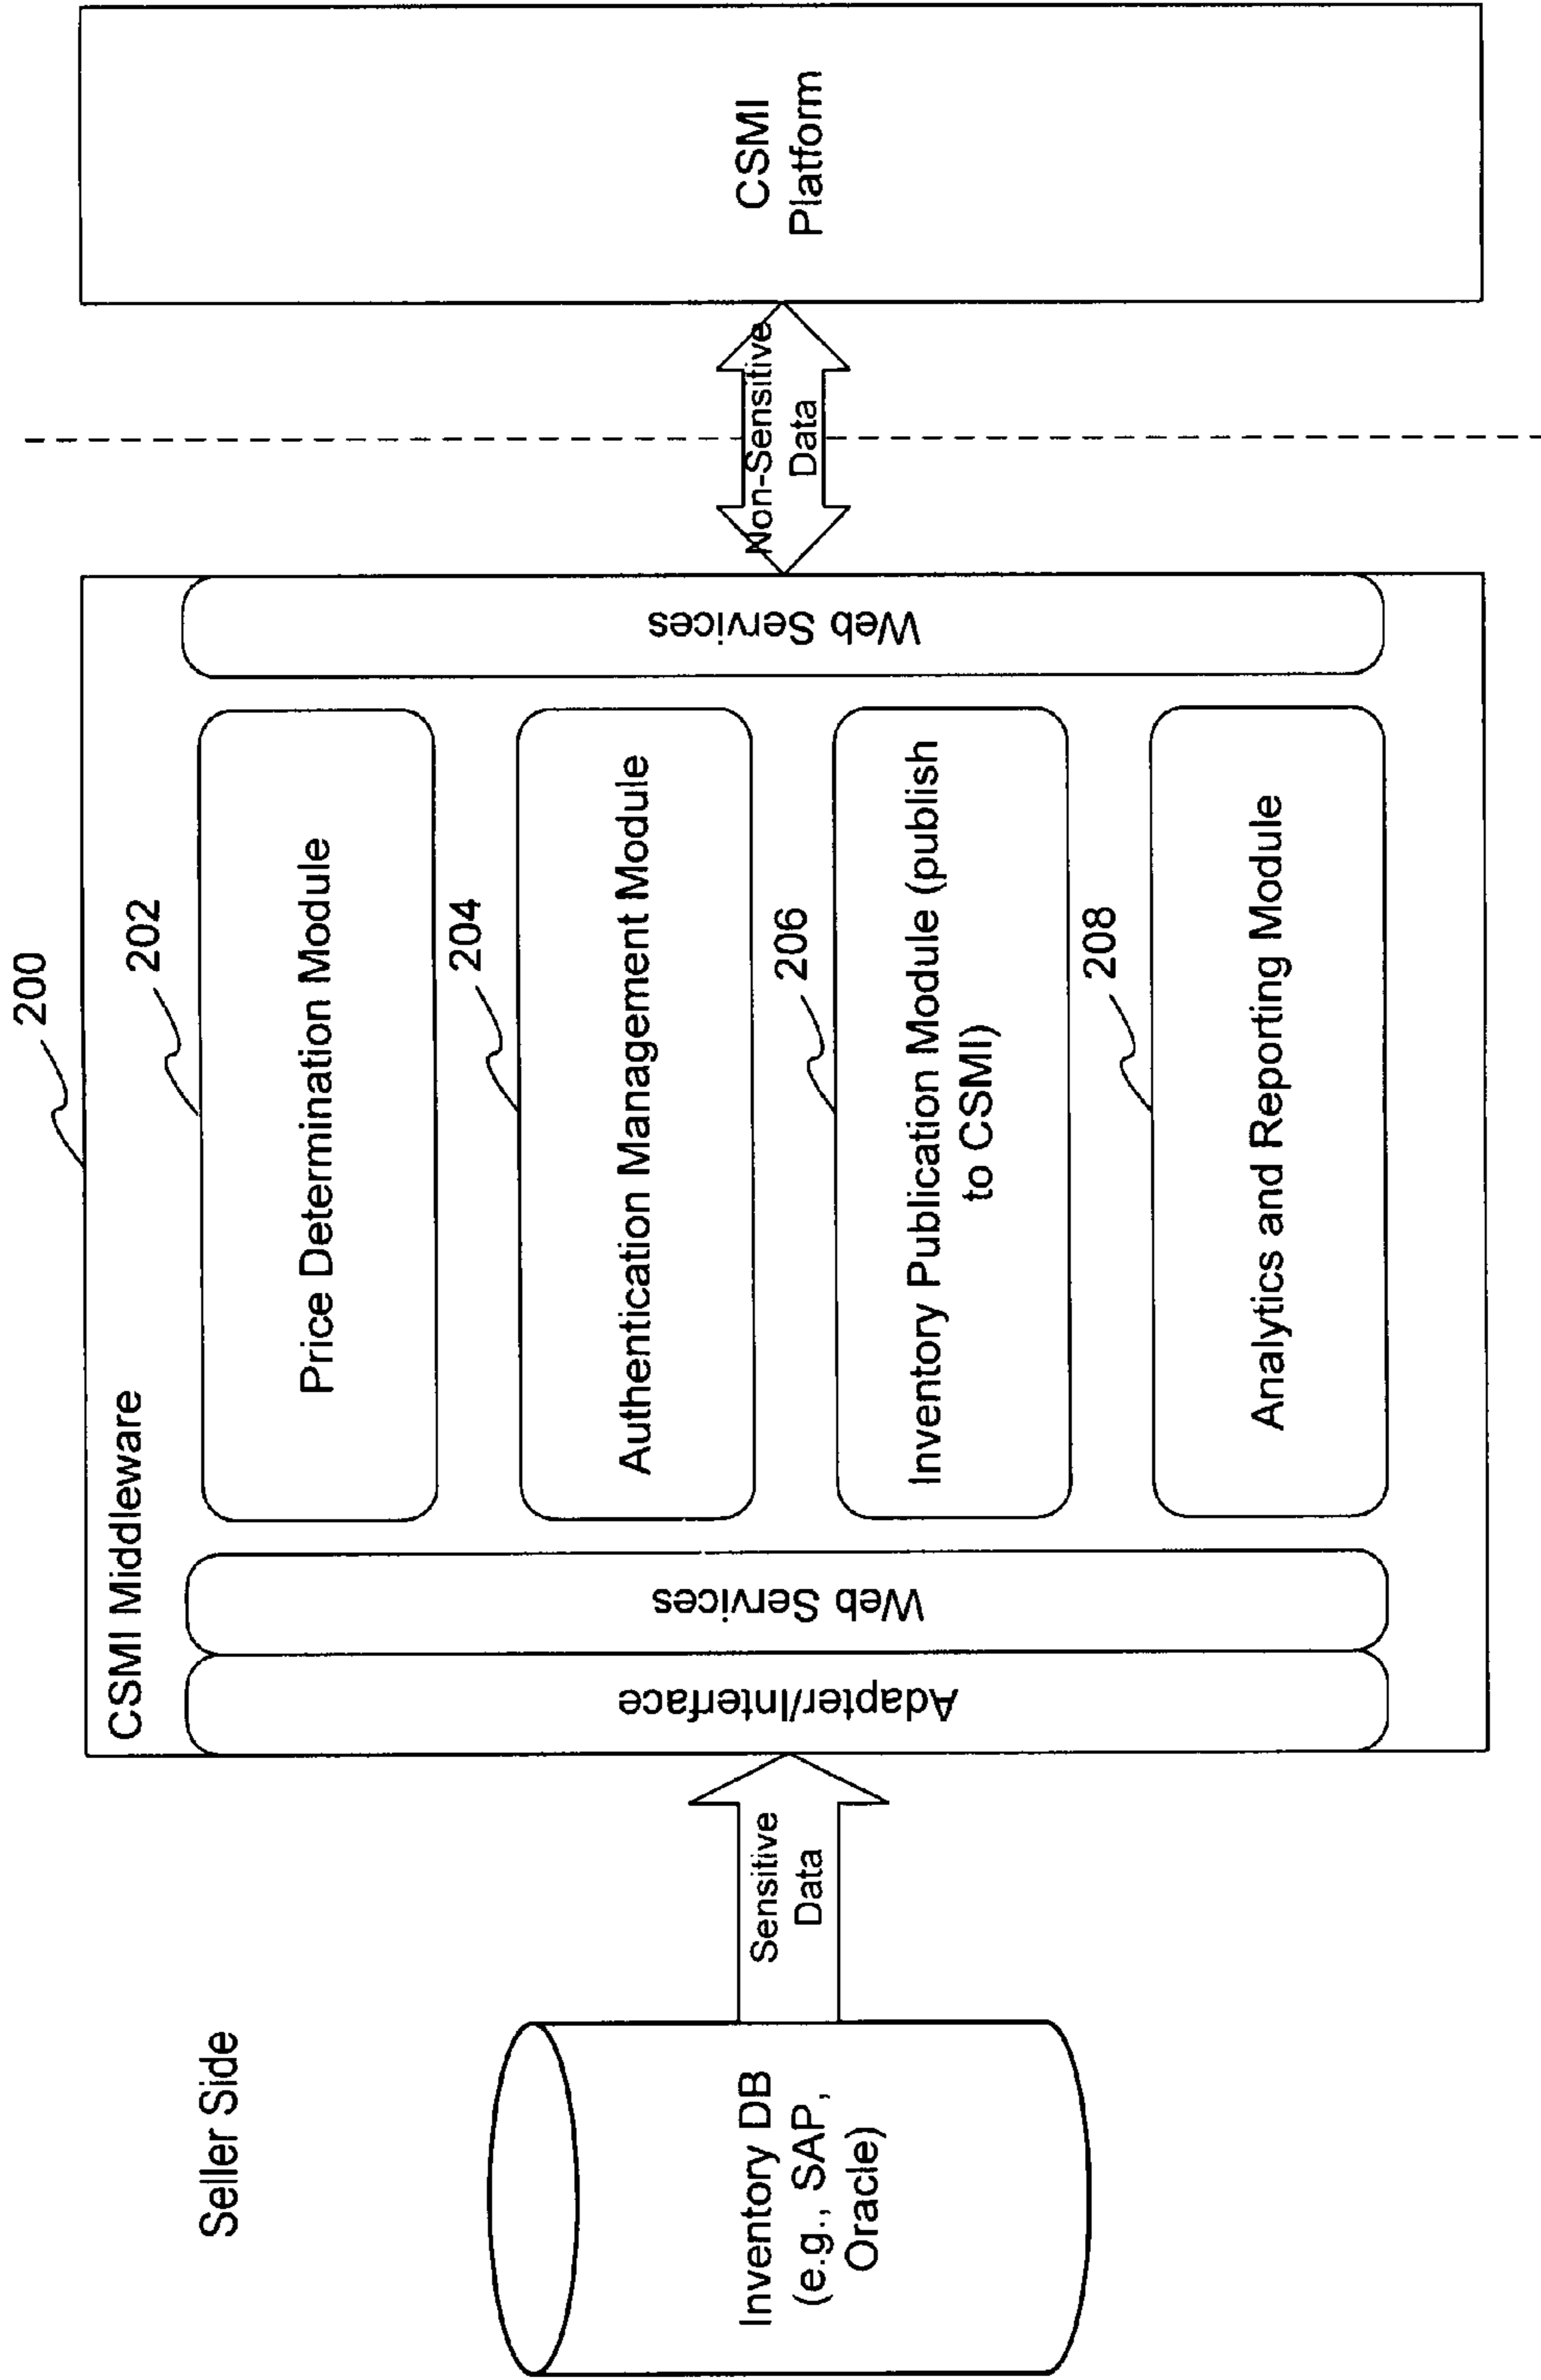 Seller Side
Inventory DB
(e.g., SAP,
Oracle)
Sensitive
Data
200
CSMI Middleware
Adapter/Interface
Web Services
202
Price Determination Module
204
Authentication Management Module
206
Inventory Publication Module (publish
to CSMI)
208
Analytics and Reporting Module
Web Services
Non-Sensitive
Data
CSMI
Platform